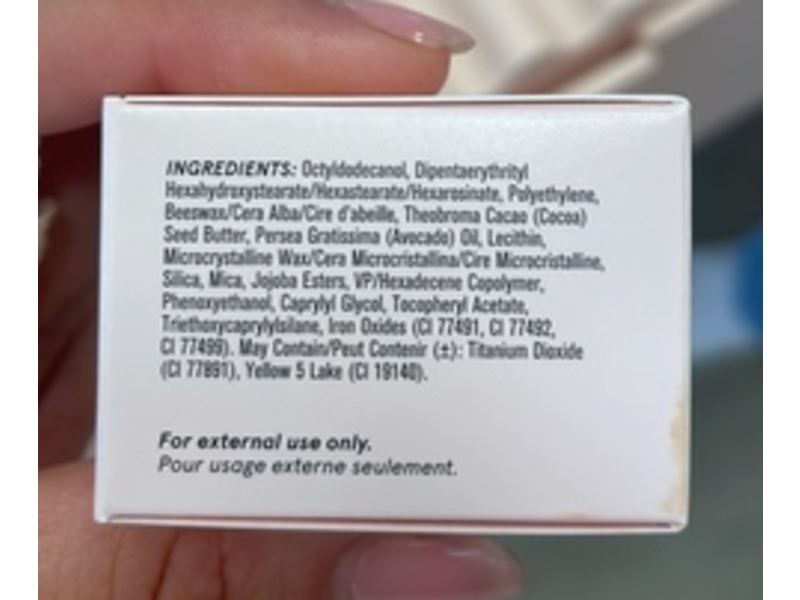 INGREDIENTS: Octyldodecanol, Dipentaerythrityl
Hexahydroxystearate/Hexastearate/Hexarosinate, Polyethylene,
Beeswax/Cera Alba/Cire d'abeille, Theobroma Cacao (Cocoa)
Seed Butter, Persea Gratissima (Avocado) Oil, Lecithin,
Microcrystalline Wax/Cera Microcristallina/Cire Microcristalline,
Silica, Mica, Jojoba Esters, VP/Hexadecene Copolymer,
Phenoxyethanol, Caprylyl Glycol, Tocopheryl Acetate,
Triethoxycaprylylsilane, Iron Oxides (CI 77491, CI 77492,
CI 77499). May Contain/Peut Contenir (±): Titanium Dioxide
(CI 77891), Yellow 5 Lake (CI 19140).
For external use only.
Pour usage externe seulement.